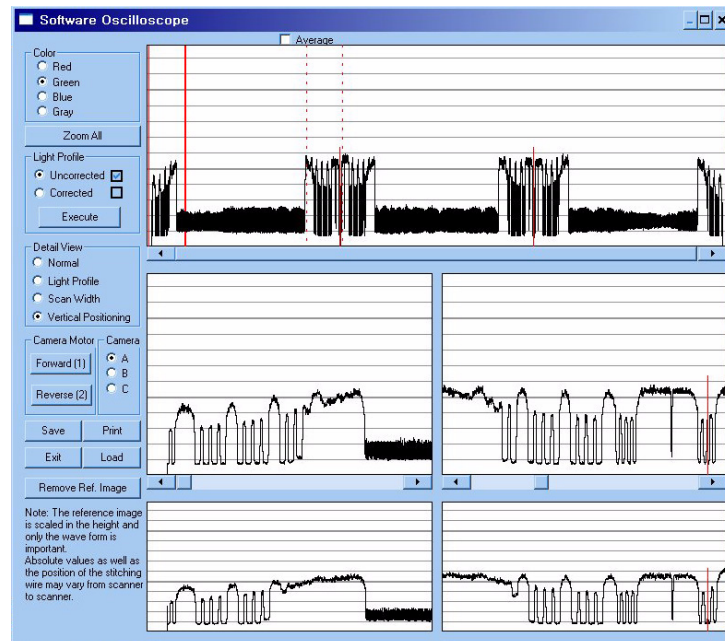 Software Oscilloscope
Average
Color
Red
Green
Blue
Gray
Zoom All
Light Profile
Uncorrected
Corrected
Execute
Detail View
Normal
Light Profile
Scan Width
Vertical Positioning
Camera Motor
Camera
Forward (1)
A
B
Reverse (2)
C
Save
Print
Exit
Load
Remove Ref. Image
Note: The reference image
is scaled in the height and
only the wave form is
important.
Absolute values as well as
the position of the stitching
wire may vary from scanner
to scanner.